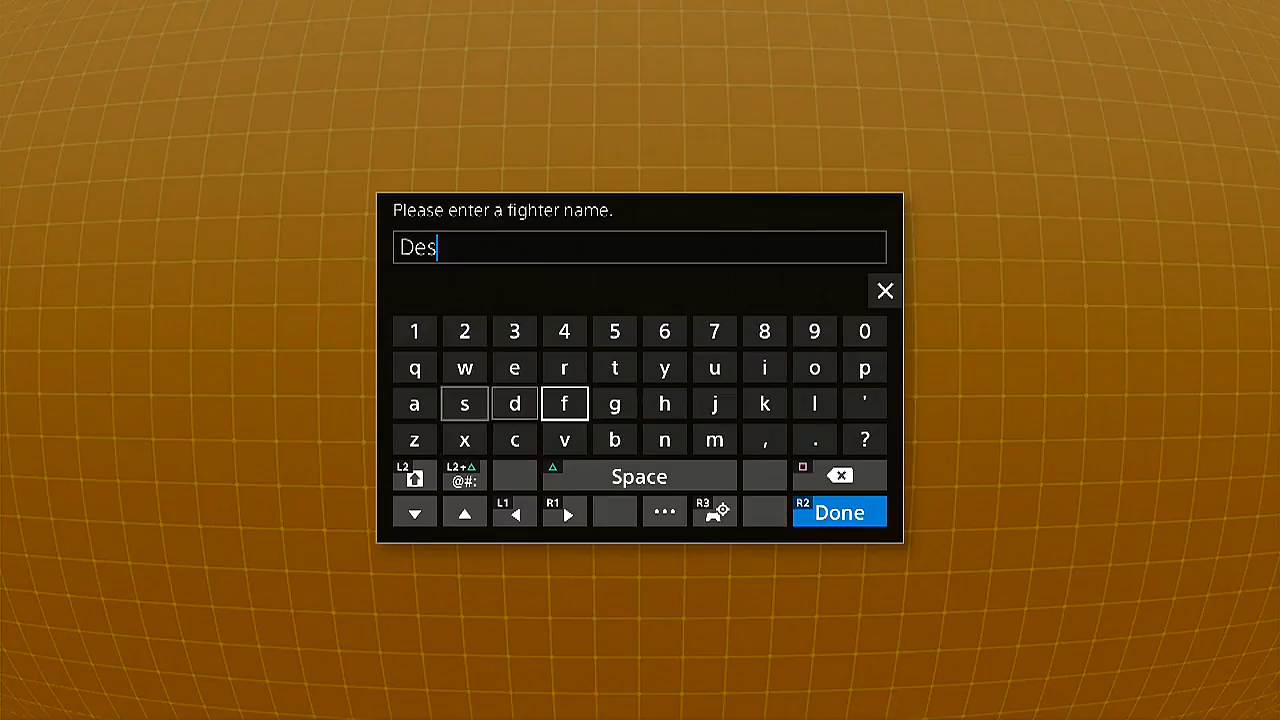 Please enter a fighter name.
Des
1 2 3 4 5 6 7 8 9 0
q w e r t y u i o p
a s d f g h j k l '
z x c v b n m , . ?
L2 L2+△ @#: △ Space □
L1 R1 ... R3 R2 Done